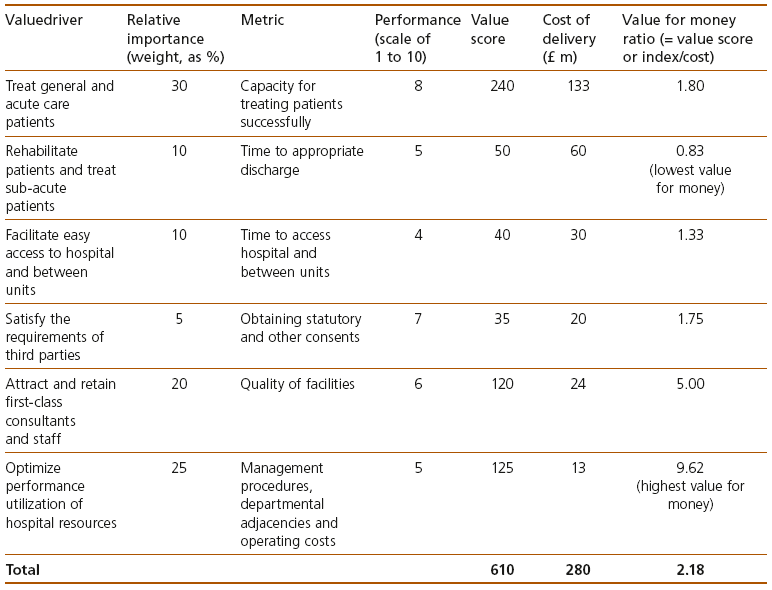 Valuedriver Relative Metric Performance Value Cost of Value for money
importance (scale of score delivery ratio (= value score
(weight, as %) 1 to 10) (£ m) or index/cost)
Treat general and 30 Capacity for 8 240 133 1.80
acute care treating patients
patients successfully
Rehabilitate 10 Time to appropriate 5 50 60 0.83
patients and treat discharge (lowest value
sub-acute for money)
patients
Facilitate easy 10 Time to access 4 40 30 1.33
access to hospital hospital and
and between between units
units
Satisfy the 5 Obtaining statutory 7 35 20 1.75
requirements of and other consents
third parties
Attract and retain 20 Quality of facilities 6 120 24 5.00
first-class
consultants
and staff
Optimize 25 Management 5 125 13 9.62
performance procedures, (highest value for
utilization of departmental money)
hospital resources adjacencies and
operating costs
Total 610 280 2.18